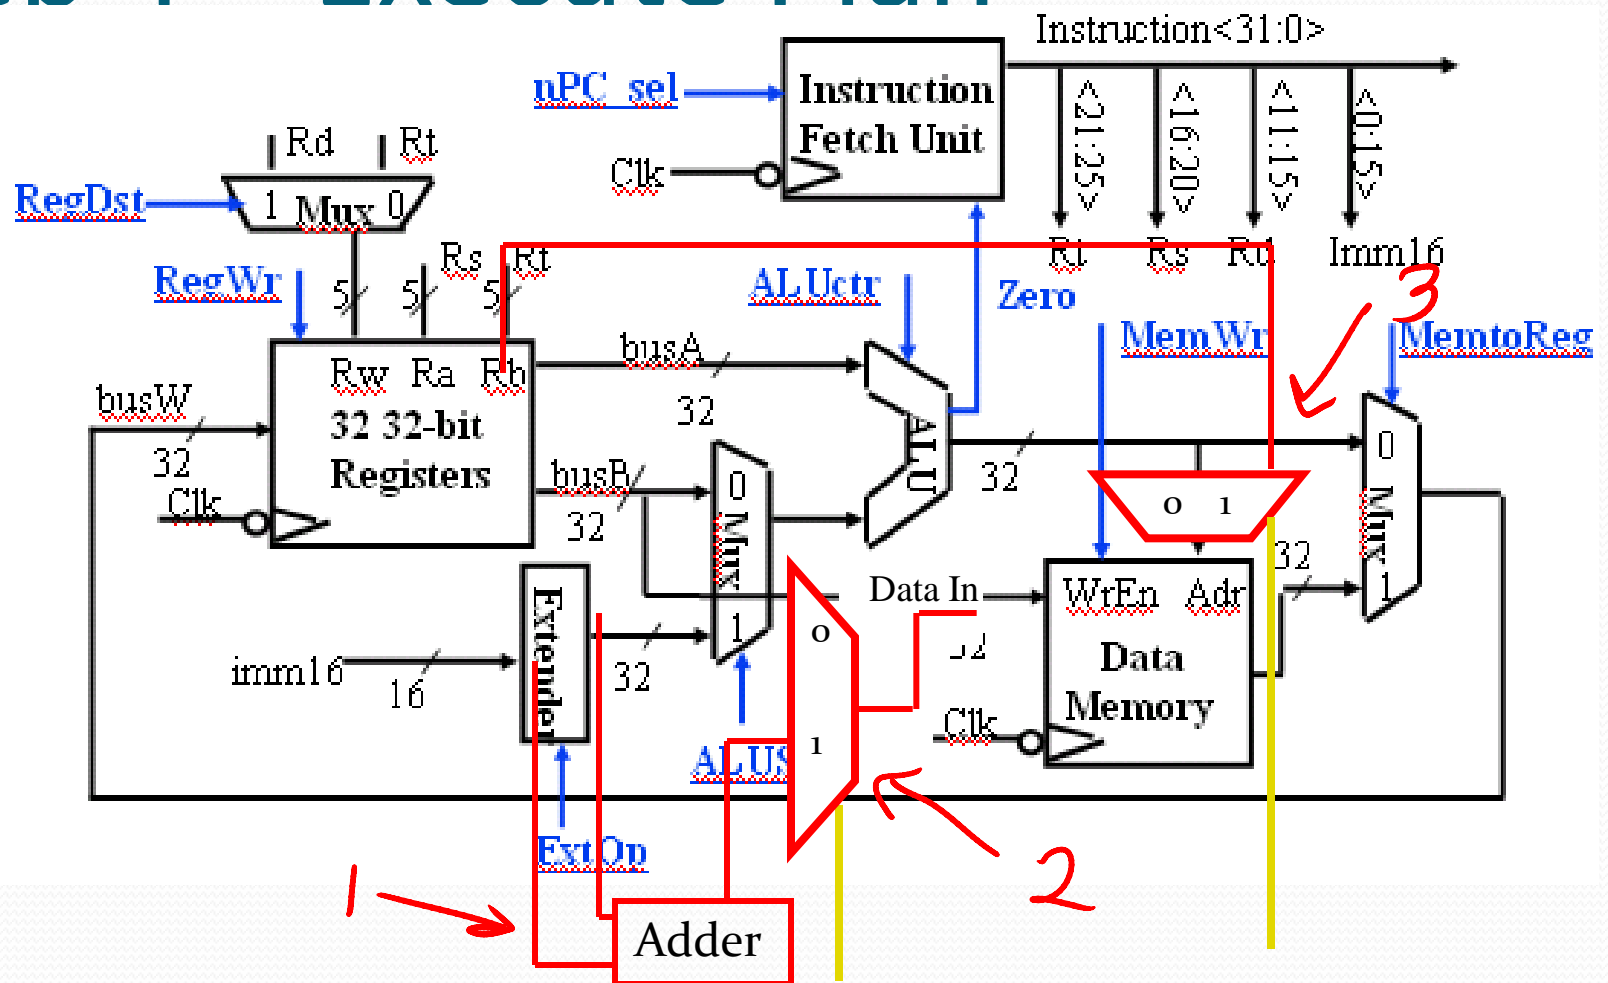 Execute Plan
Instruction<31:0>
nPC_sel
Instruction
Fetch Unit
Clk
<21:25>
<16:20>
<11:15>
<0:15>
Rd
Rt
RegDst
1 Mux 0
Rt
Rs
Rd
Imm16
RegWr
5
5
5
Rs
Rt
ALUctr
Zero
MemWr
3
MemtoReg
busA
32
Rw Ra Rb
32 32-bit
Registers
busW
32
Clk
busB
32
0
Mux
1
ALU
32
0 1
0
Mux
1
32
Extender
imm16
16
32
Data In
32
WrEn Adr
Data
Memory
Clk
0
1
ALUS
ExtOp
1
2
Adder